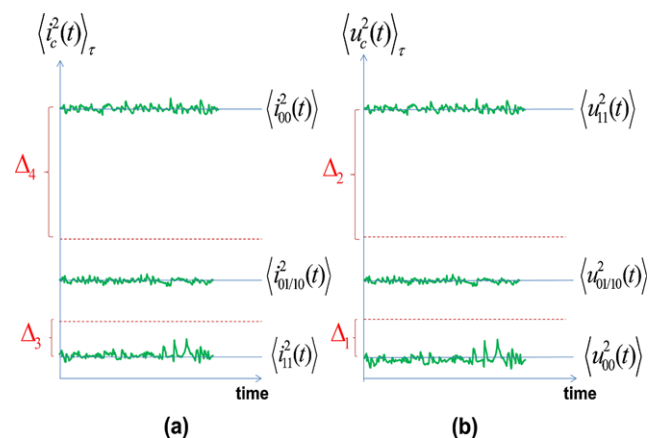 ⟨i_c^2(t)⟩_τ
⟨i_00^2(t)⟩
Δ_4
⟨i_01/10^2(t)⟩
Δ_3
⟨i_11^2(t)⟩
time
(a)
⟨u_c^2(t)⟩_τ
⟨u_11^2(t)⟩
Δ_2
⟨u_01/10^2(t)⟩
Δ_1
⟨u_00^2(t)⟩
time
(b)